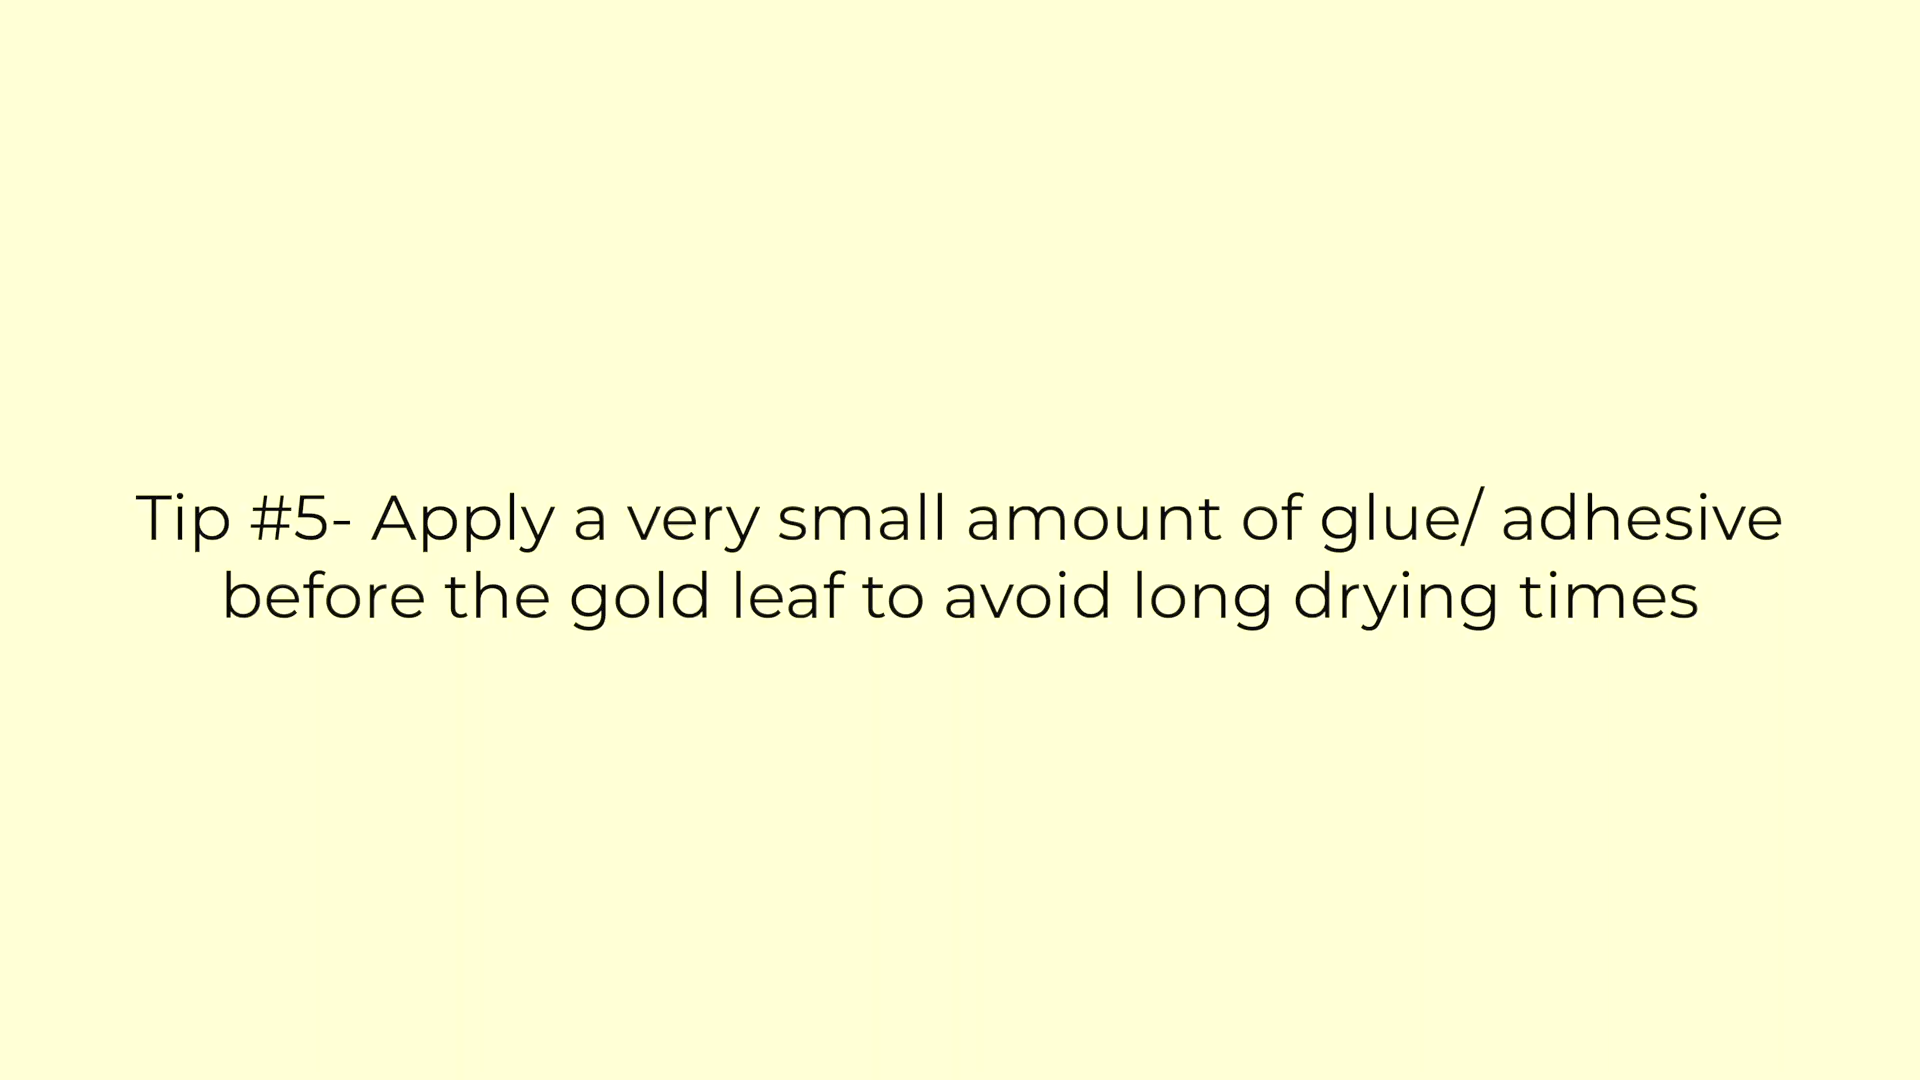 Tip #5- Apply a very small amount of glue/ adhesive
before the gold leaf to avoid long drying times